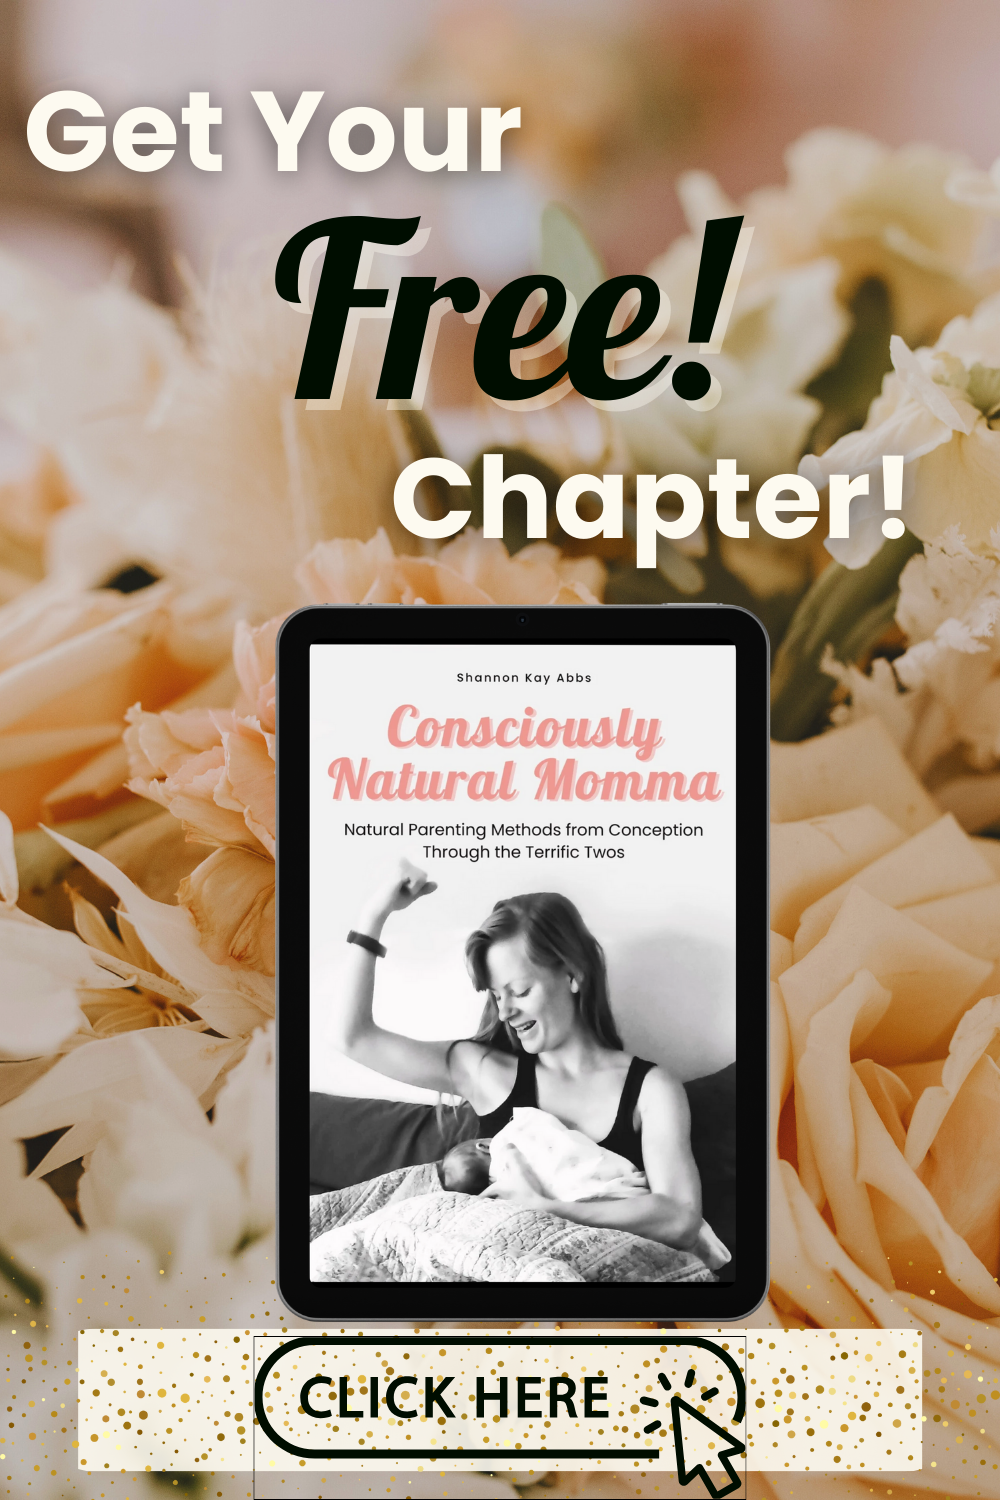 Get Your
Free!
Chapter!
Shannon Kay Abbs
Consciously
Natural Momma
Natural Parenting Methods from Conception
Through the Terrific Twos
CLICK HERE